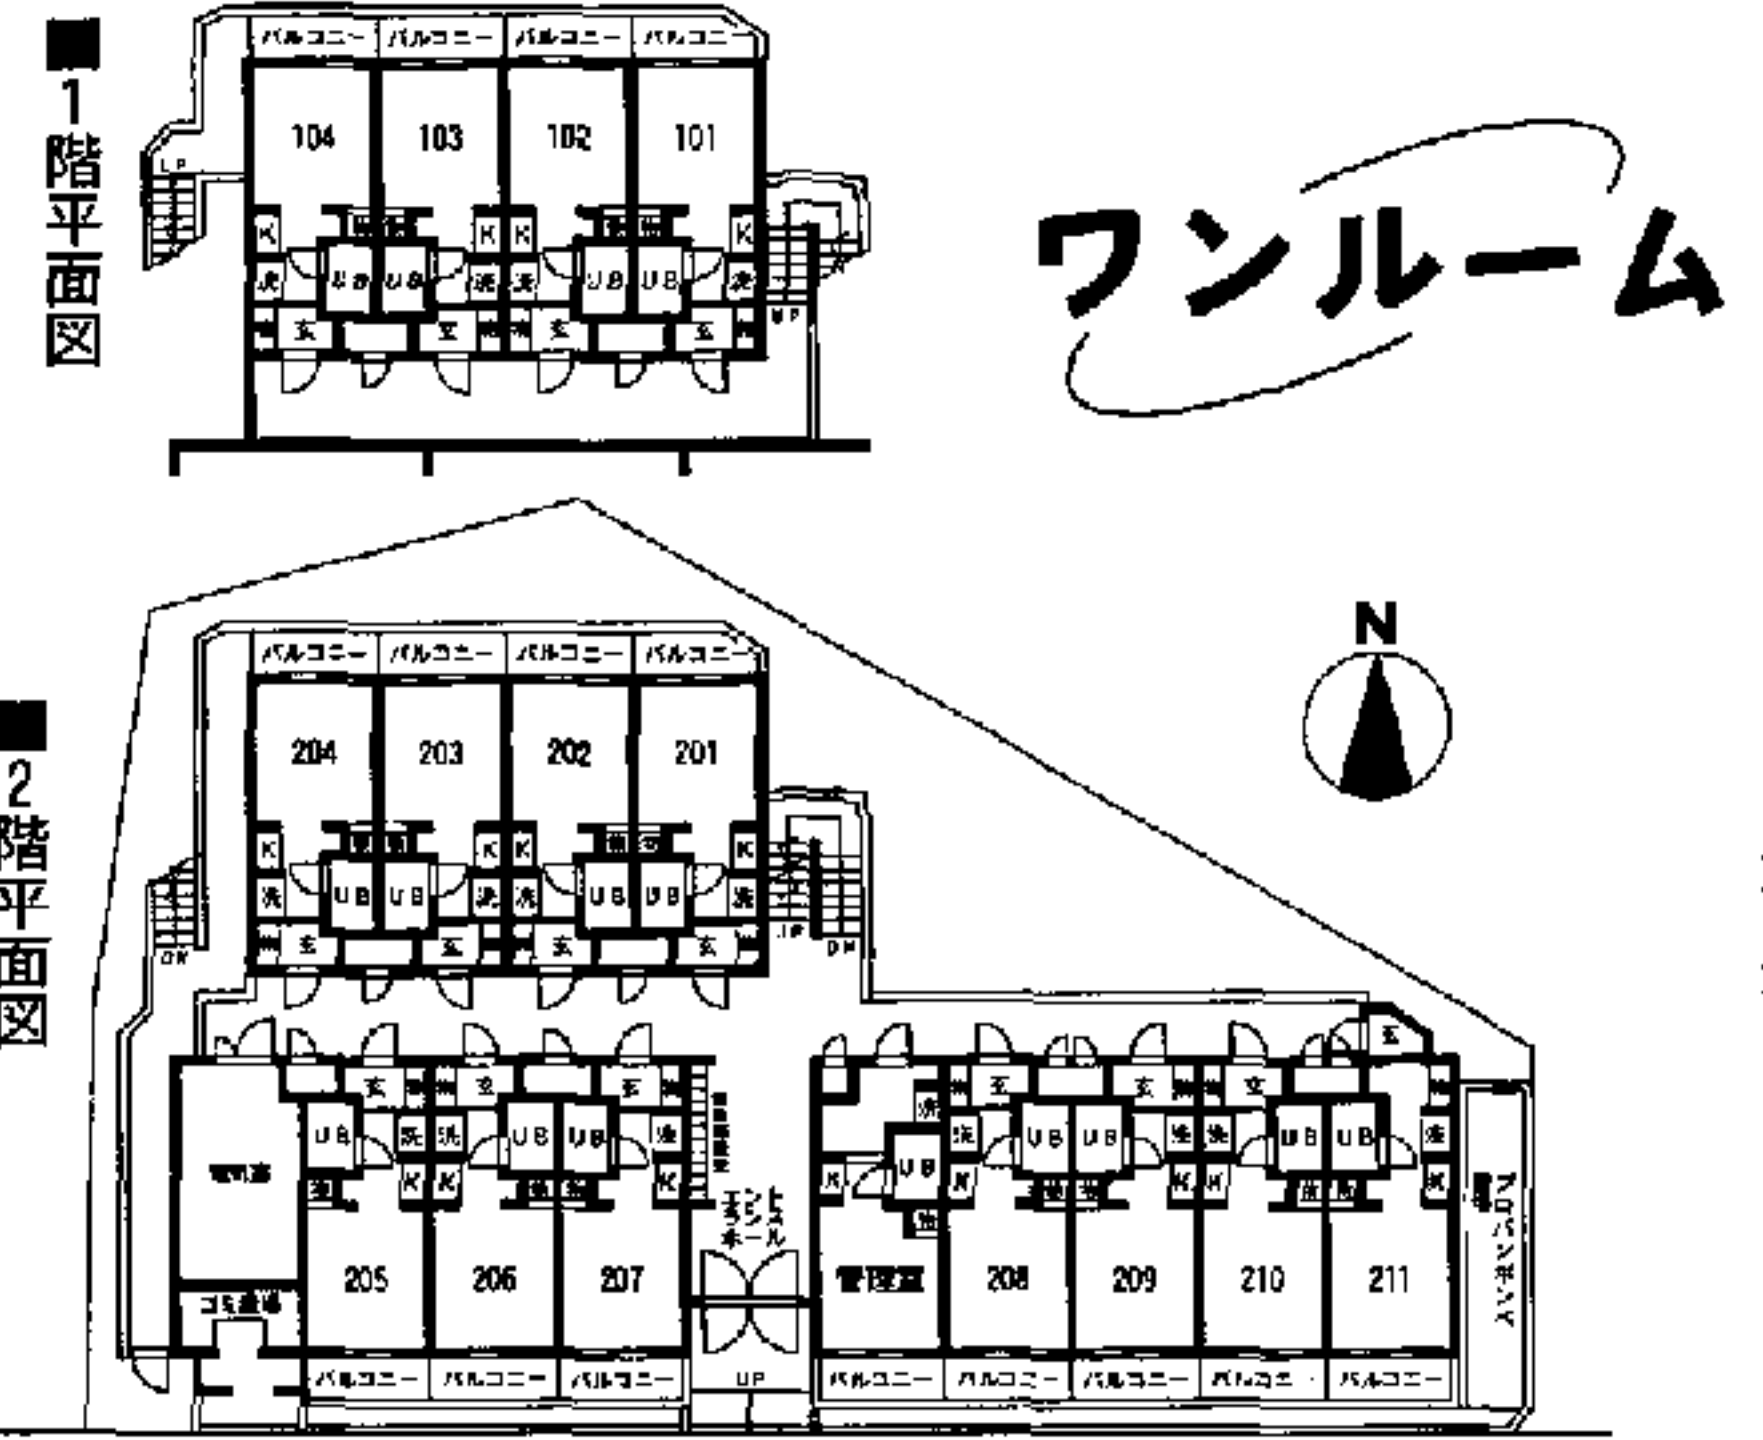 ■1階平面図
バルコニー バルコニー バルコニー バルコニー
104 103 102 101
UP
K K K K
洗 UB UB 洗 洗 UB UB 洗
玄 玄 玄 玄
UP
ワンルーム
N
■2階平面図
バルコニー バルコニー バルコニー バルコニー
204 203 202 201
K K K K
洗 UB UB 洗 洗 UB UB 洗
玄 玄 玄 玄
DN UP DN
玄
玄 玄 玄 玄 玄 玄
洗
UB 洗 洗 UB UB 洗 洗 UB UB 洗 洗 UB UB 洗
K K K K UB K K K K
物
電気室
エントランスホール
205 206 207 管理室 208 209 210 211
ゴミ置場
プロパンボンベ
バルコニー バルコニー バルコニー UP バルコニー バルコニー バルコニー バルコニー バルコニー